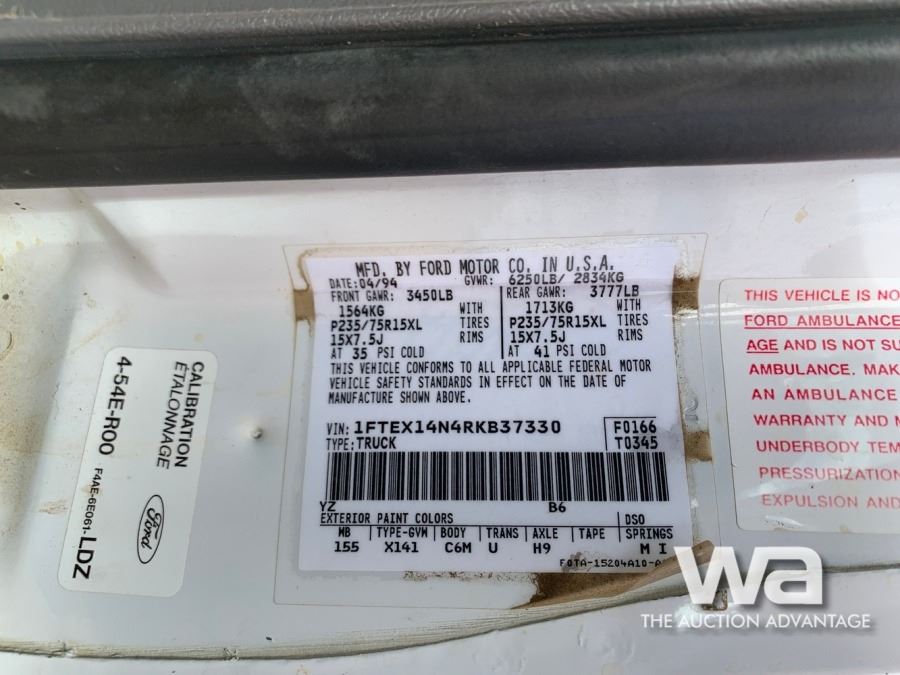 MFD. BY FORD MOTOR CO. IN U.S.A.
DATE: 04/94 GVWR: 6250LB/ 2834KG
FRONT GAWR: 3450LB REAR GAWR: 3777LB
1564KG WITH 1713KG WITH
P235/75R15XL TIRES P235/75R15XL TIRES
15X7.5J RIMS 15X7.5J RIMS
AT 35 PSI COLD AT 41 PSI COLD
THIS VEHICLE CONFORMS TO ALL APPLICABLE FEDERAL MOTOR
VEHICLE SAFETY STANDARDS IN EFFECT ON THE DATE OF
MANUFACTURE SHOWN ABOVE.
VIN: 1FTEX14N4RKB37330 F0166
TYPE: TRUCK T0345
YZ B6
EXTERIOR PAINT COLORS DSO
WB TYPE-GVM BODY TRANS AXLE TAPE SPRINGS
155 X141 C6M U H9 M I
F0TA-15204A10-A
CALIBRATION
ÉTALONNAGE
4-54E-R00
F4AE-6E061-LDZ
Ford
THIS VEHICLE IS NO
FORD AMBULANCE
AGE AND IS NOT SU
AMBULANCE. MAK
AN AMBULANCE
WARRANTY AND M
UNDERBODY TEM
PRESSURIZATION
EXPULSION AND
wa
THE AUCTION ADVANTAGE